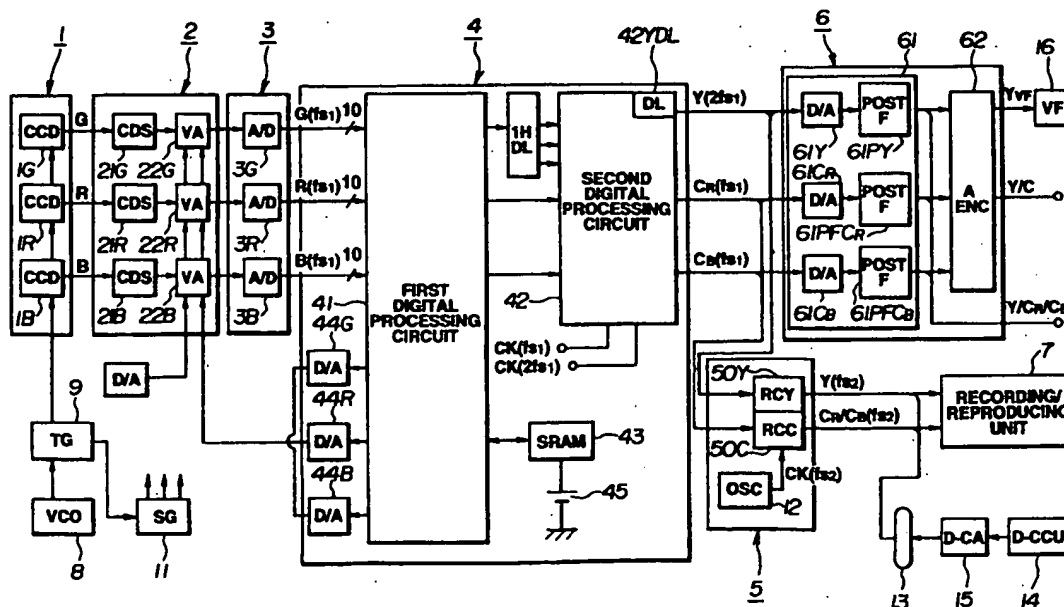 1
2
3
4
42YDL
6
61
62
16
CCD
G
CDS
VA
A/D
G(fs1) 10
1H DL
DL
Y(2fs1)
D/A
POST F
YVF
VF
1G
21G
22G
3G
61Y
61PY
R
CCD
CDS
VA
A/D
R(fs1) 10
SECOND
DIGITAL
PROCESSING
CIRCUIT
CR(fs1)
61CR
D/A
POST F
A
ENC
Y/C
1R
21R
22R
3R
61PFCR
B
CCD
CDS
VA
A/D
B(fs1) 10
CB(fs1)
D/A
POST F
1B
21B
22B
3B
41
42
61CB
61PFCB
Y/CR/CB
FIRST
DIGITAL
PROCESSING
CIRCUIT
44G
D/A
CK(fs1)
CK(2fs1)
D/A
9
TG
44R
D/A
SRAM
43
50Y
RCY
Y(fs2)
7
RECORDING/
REPRODUCING
UNIT
RCC
CR/CB(fs2)
50C
44B
D/A
45
OSC
CK(fs2)
12
VCO
SG
8
11
5
13
D-CA
15
D-CCU
14